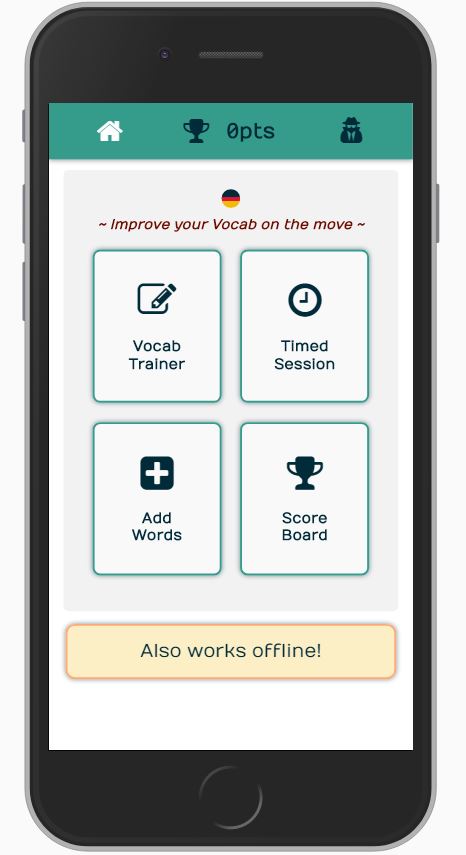 0pts
~ Improve your Vocab on the move ~
Vocab
Trainer
Timed
Session
Add
Words
Score
Board
Also works offline!